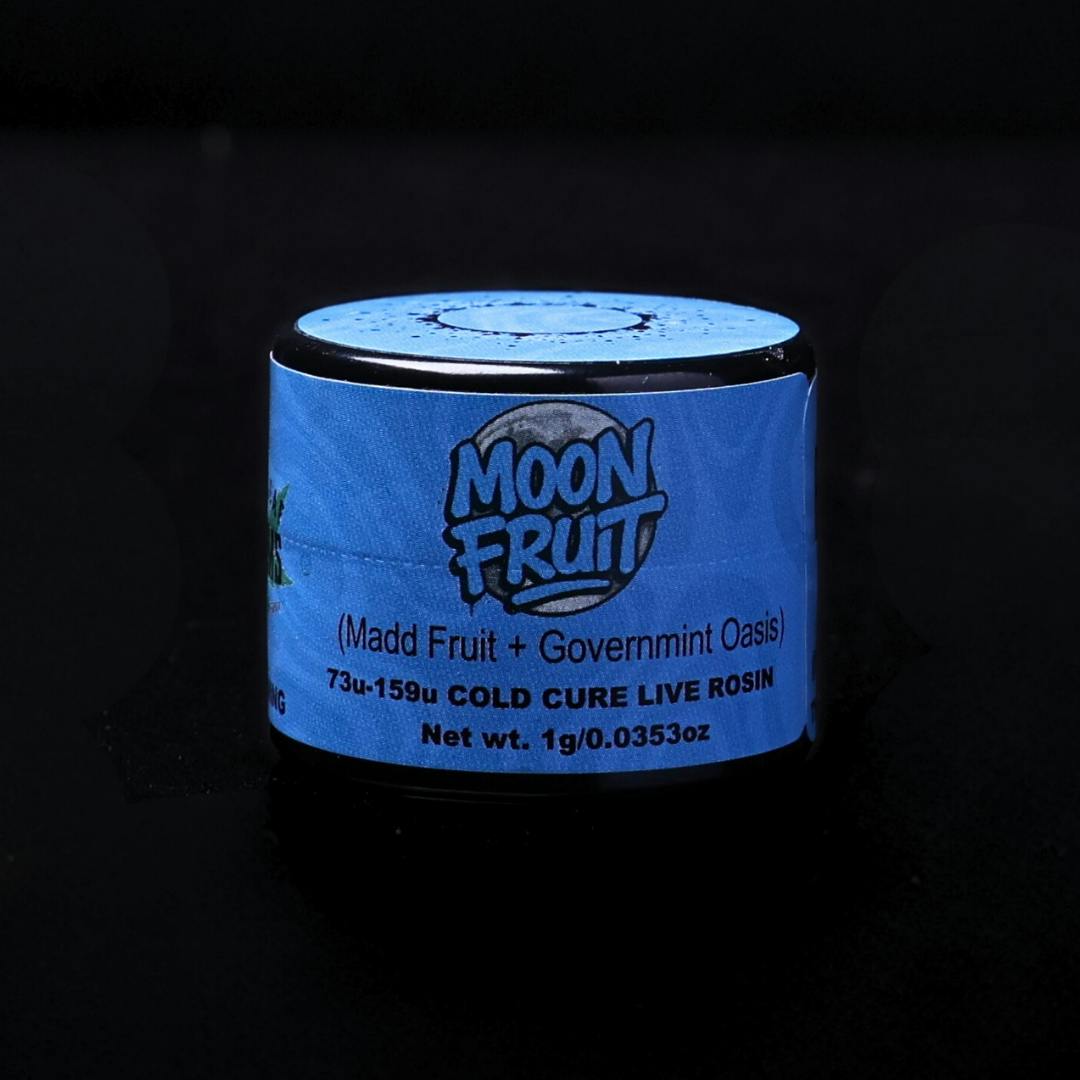 MOON
FRUIT
(Madd Fruit + Governmint Oasis)
73u-159u COLD CURE LIVE ROSIN
Net wt. 1g/0.0353oz